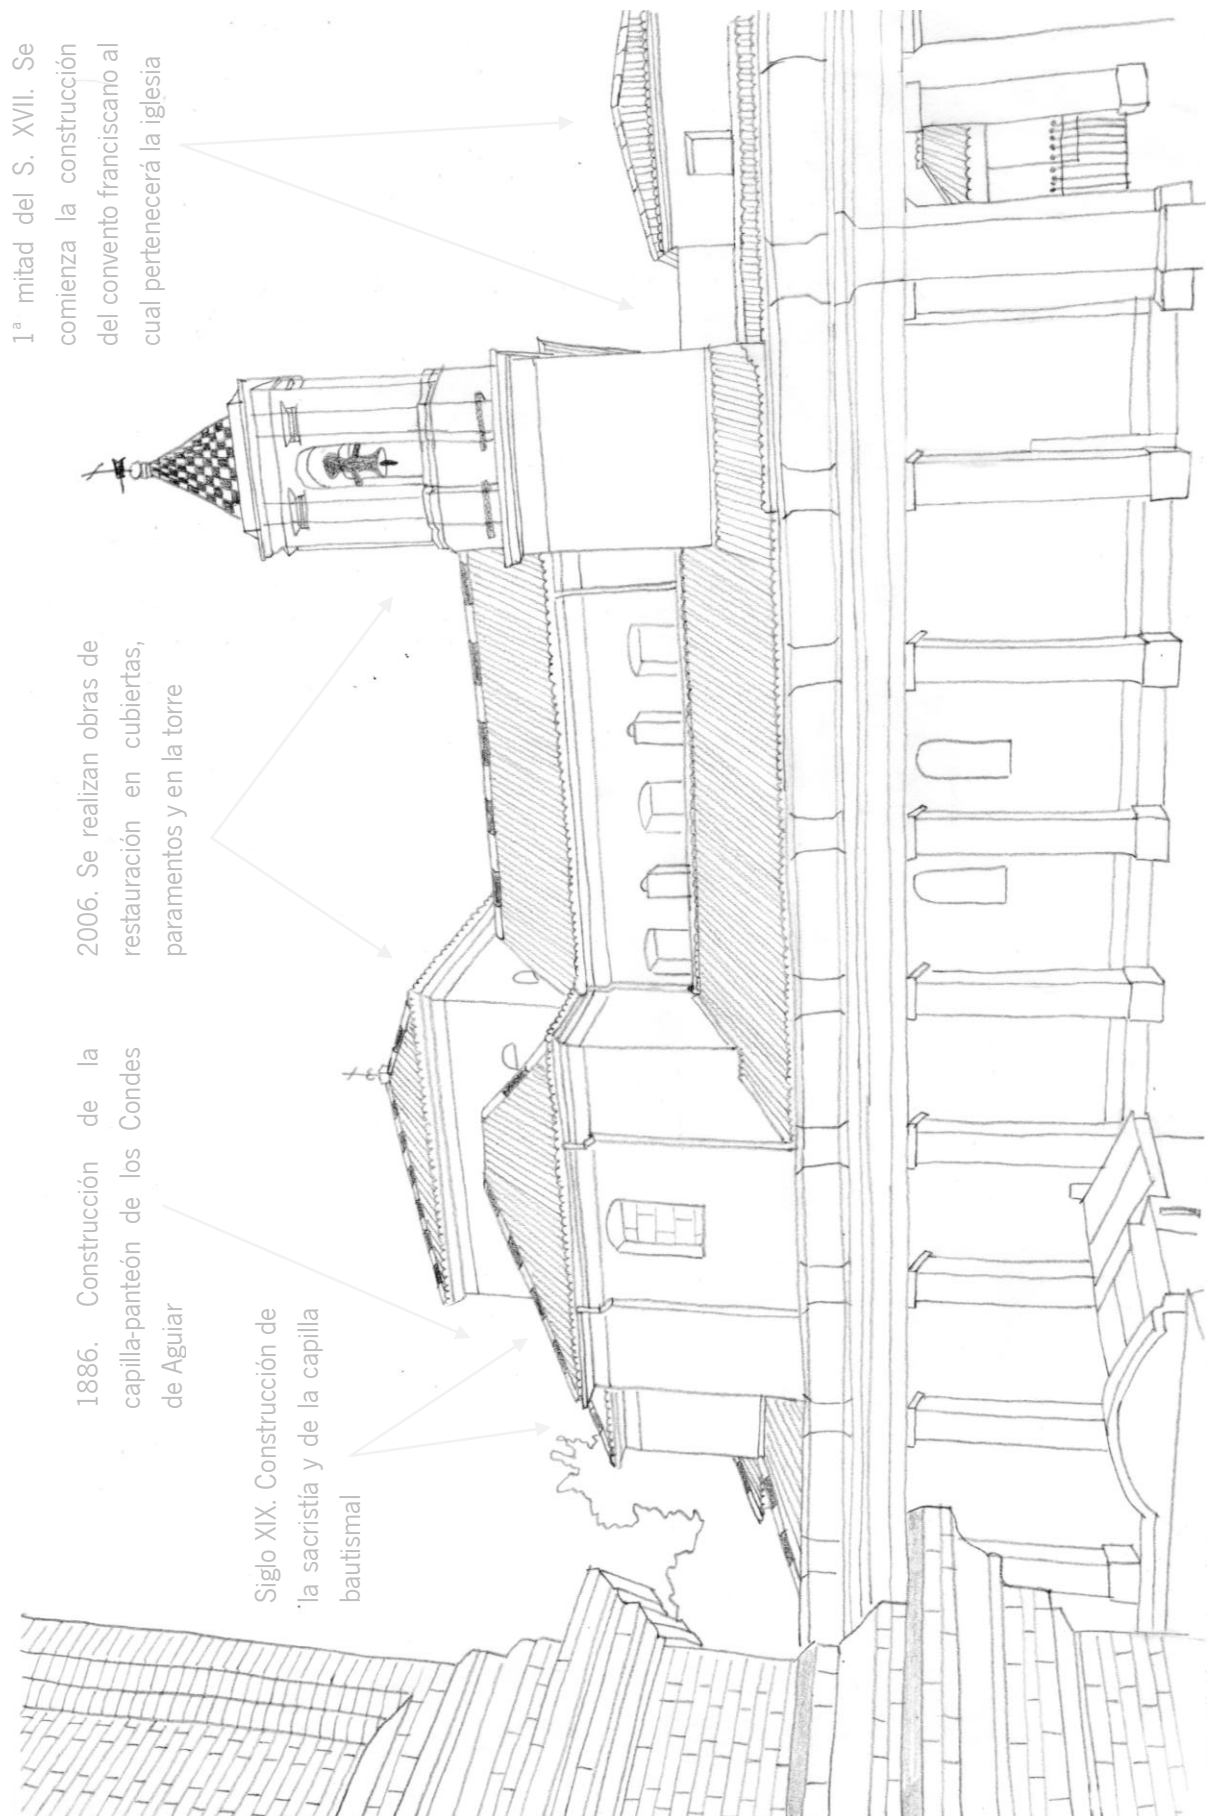 Siglo XIX. Construcción de
la sacristía y de la capilla
bautismal
1886. Construcción de la
capilla-panteón de los Condes
de Aguiar
2006. Se realizan obras de
restauración en cubiertas,
paramentos y en la torre
1ª mitad del S. XVII. Se
comienza la construcción
del convento franciscano al
cual pertenecerá la iglesia